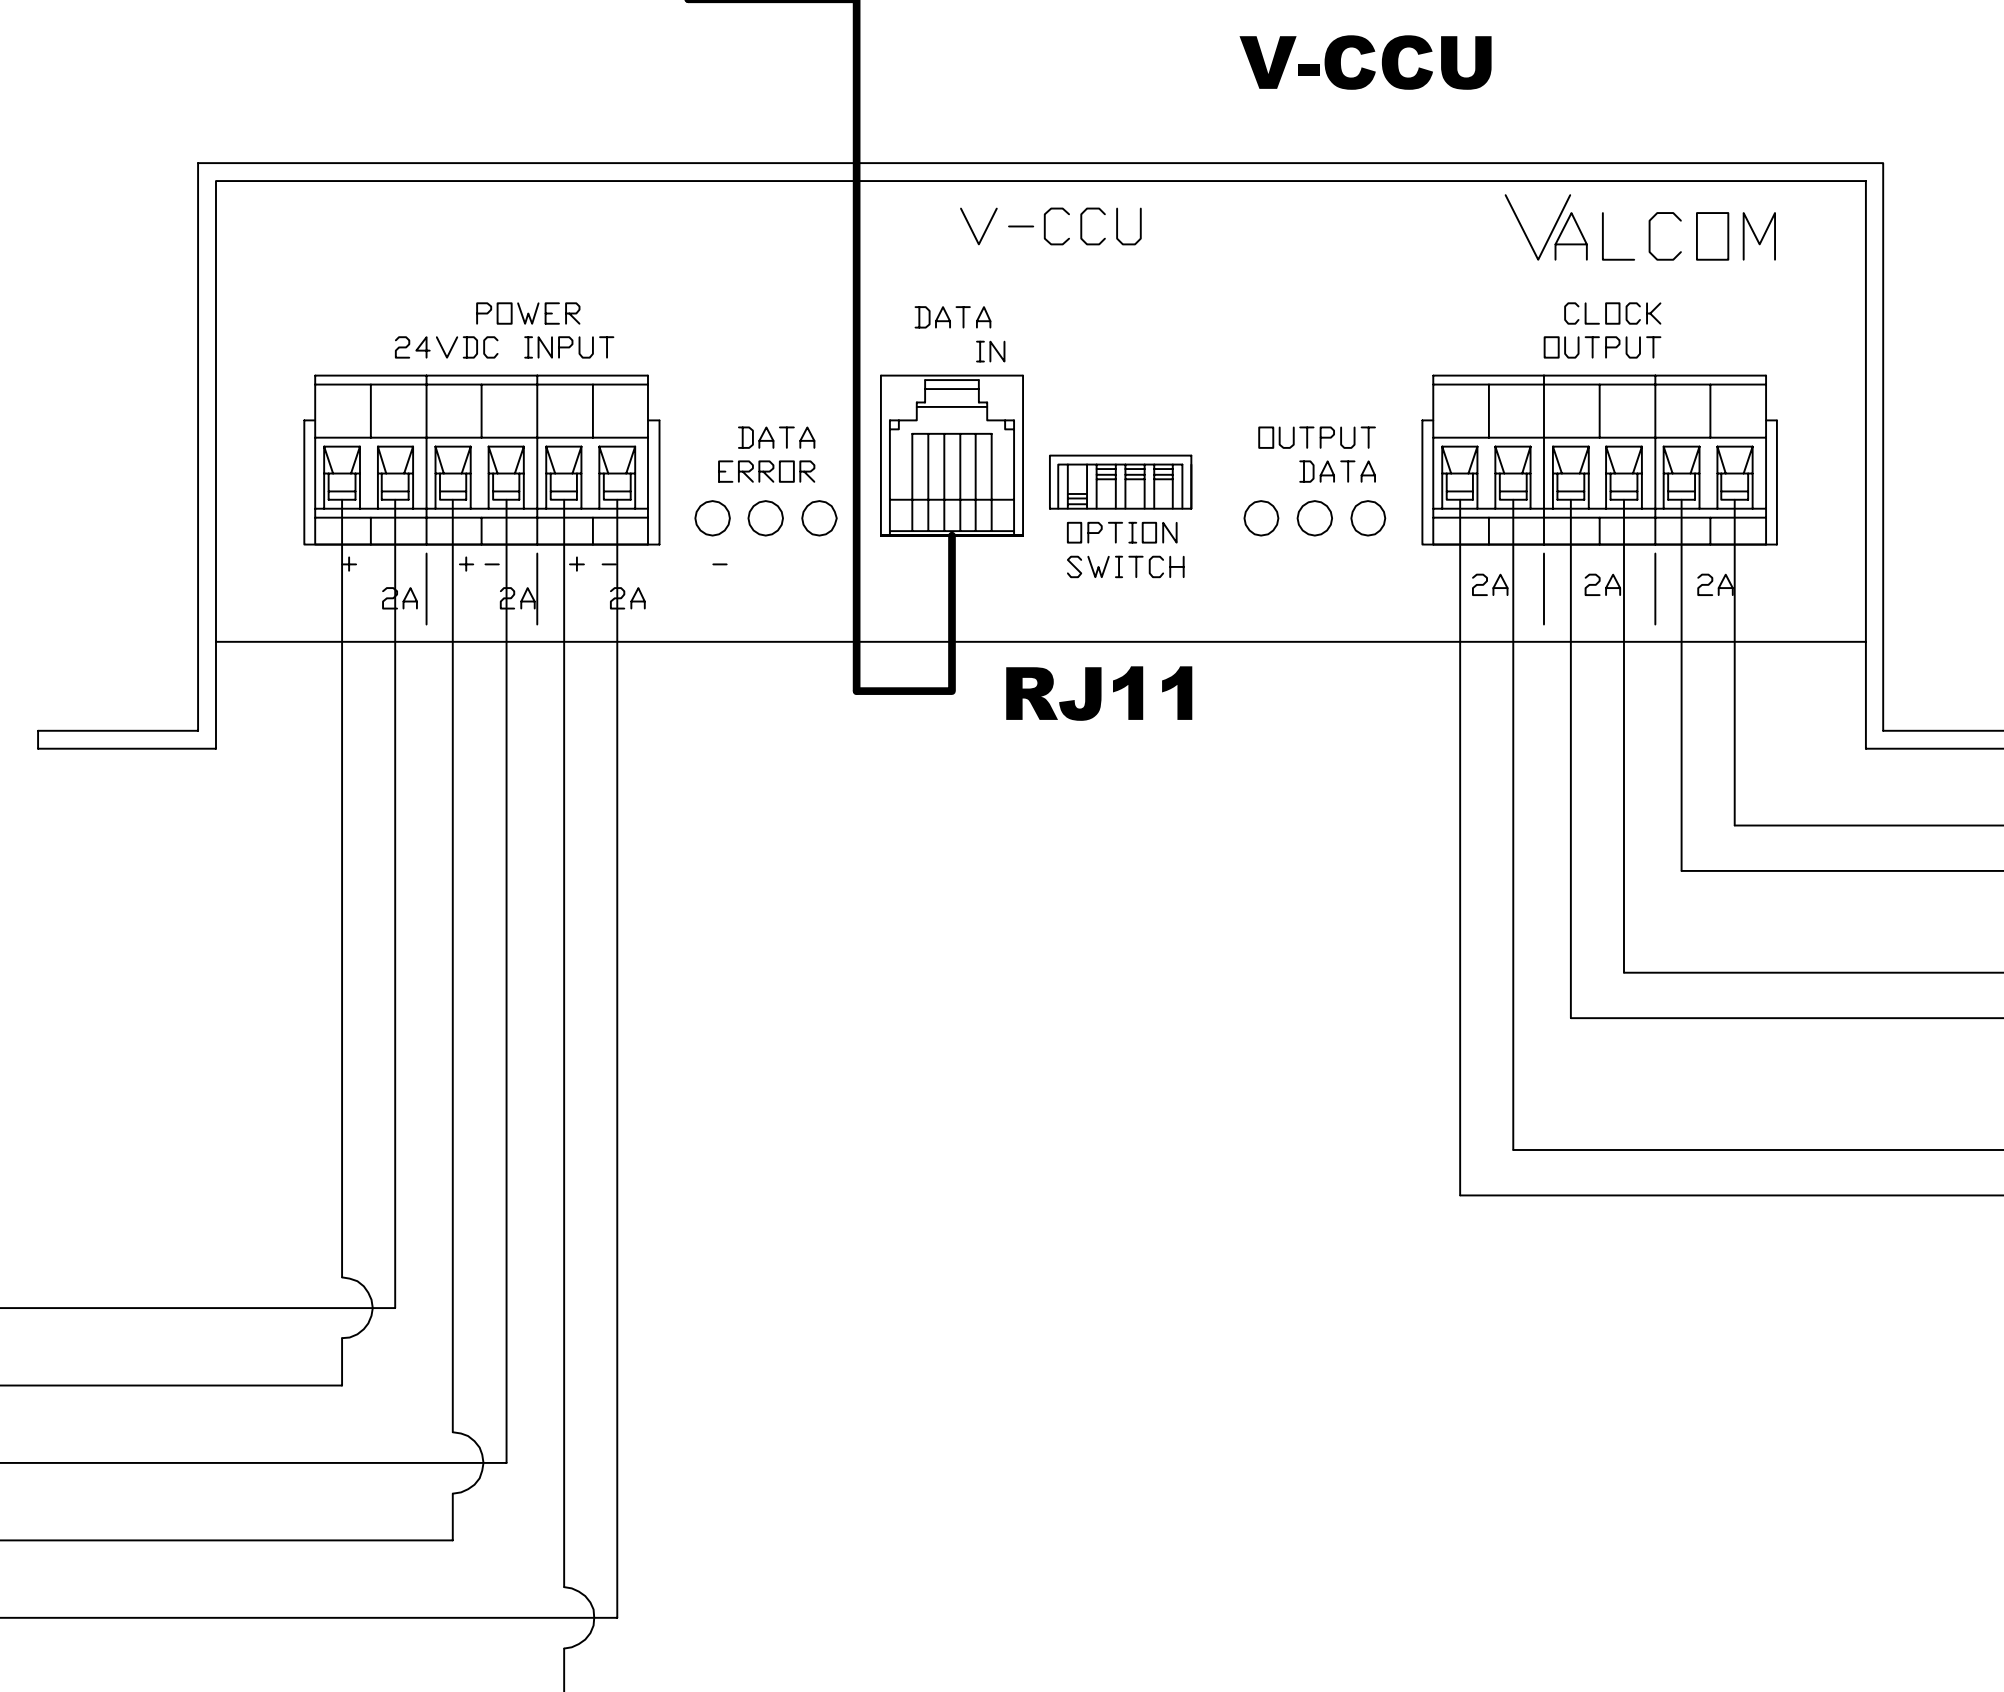 V-CCU
V-CCU
VALCOM
POWER
24VDC INPUT
DATA
IN
CLOCK
OUTPUT
DATA
ERROR
OUTPUT
DATA
OPTION
SWITCH
+ + - + - -
2A 2A 2A
2A 2A 2A
RJ11